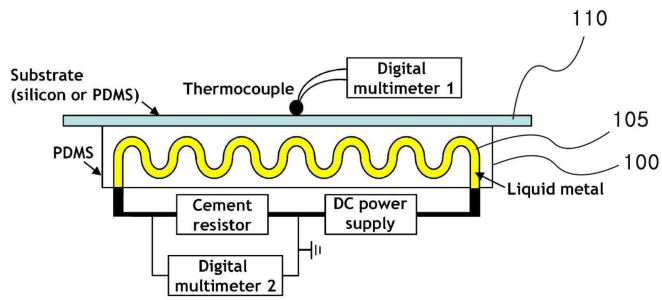 110
Substrate
(silicon or PDMS)
Thermocouple
Digital
multimeter 1
105
PDMS
100
Liquid metal
Cement
resistor
DC power
supply
Digital
multimeter 2